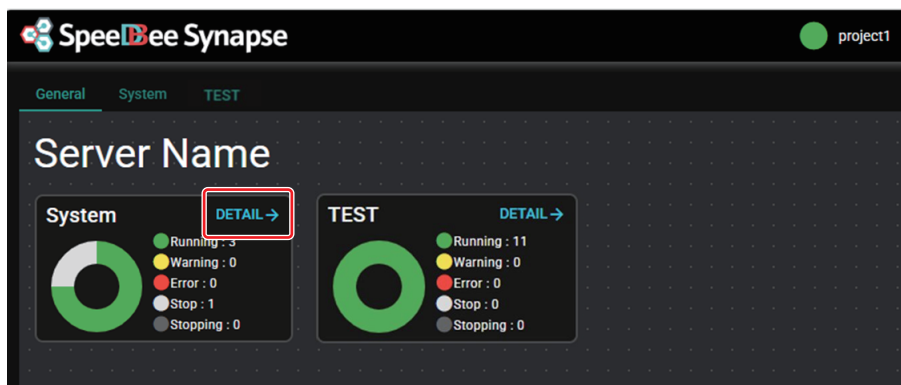 SpeeDBee Synapse
project1
General System TEST
Server Name
System DETAIL→
Running : 3
Warning : 0
Error : 0
Stop : 1
Stopping : 0
TEST DETAIL→
Running : 11
Warning : 0
Error : 0
Stop : 0
Stopping : 0